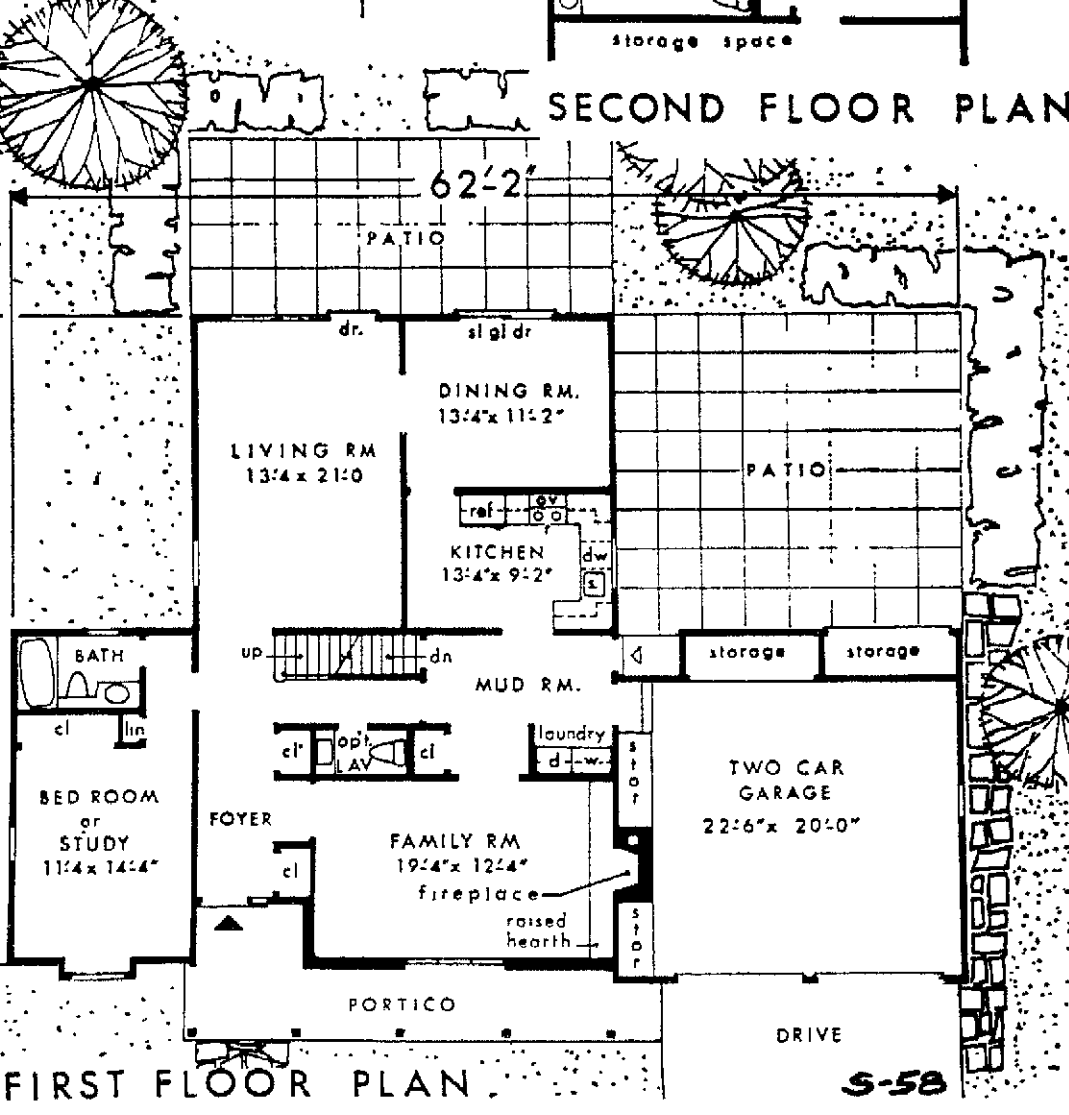 storage space
SECOND FLOOR PLAN
62'-2"
PATIO
dr.
sl gl dr
DINING RM.
13'-4" x 11'-2"
LIVING RM
13'-4 x 21'-0
PATIO
ref
ov
KITCHEN
13'-4" x 9'-2"
dw
s
up
dn
BATH
storage
storage
MUD RM.
cl
lin
cl
opt.
LAV
cl
laundry
d
w
stor
TWO CAR
GARAGE
22'-6" x 20'-0"
BED ROOM
or
STUDY
11'-4 x 14'-4"
FOYER
FAMILY RM
19'-4" x 12'-4"
cl
fireplace
raised
hearth
stor
PORTICO
DRIVE
FIRST FLOOR PLAN
S-58